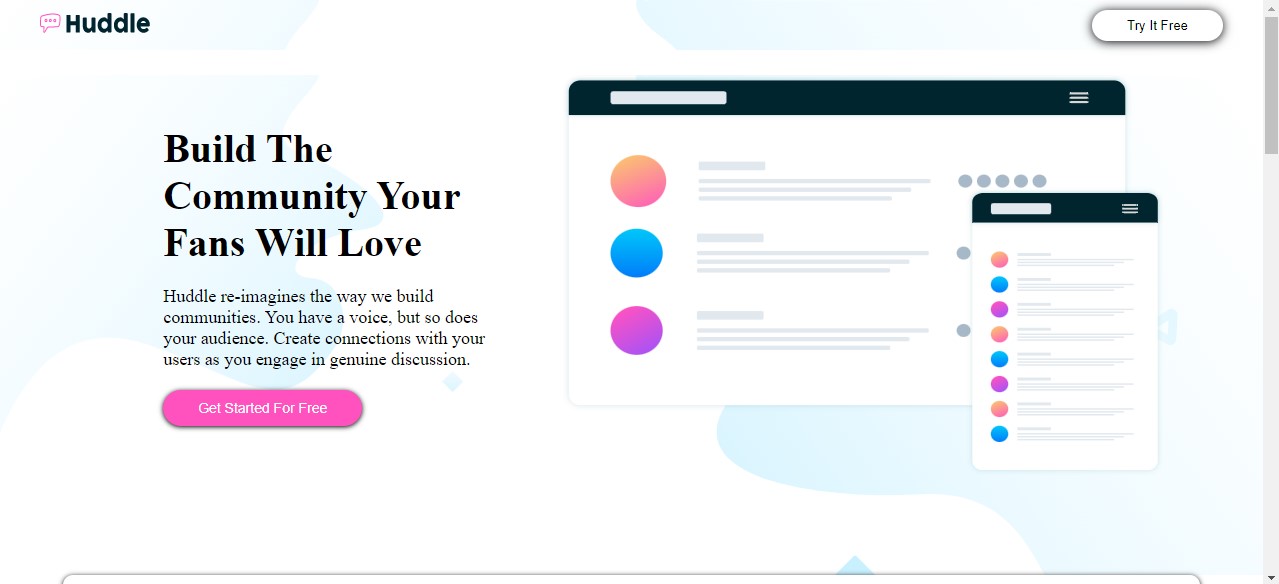 Huddle
Try It Free
Build The
Community Your
Fans Will Love
Huddle re-imagines the way we build
communities. You have a voice, but so does
your audience. Create connections with your
users as you engage in genuine discussion.
Get Started For Free